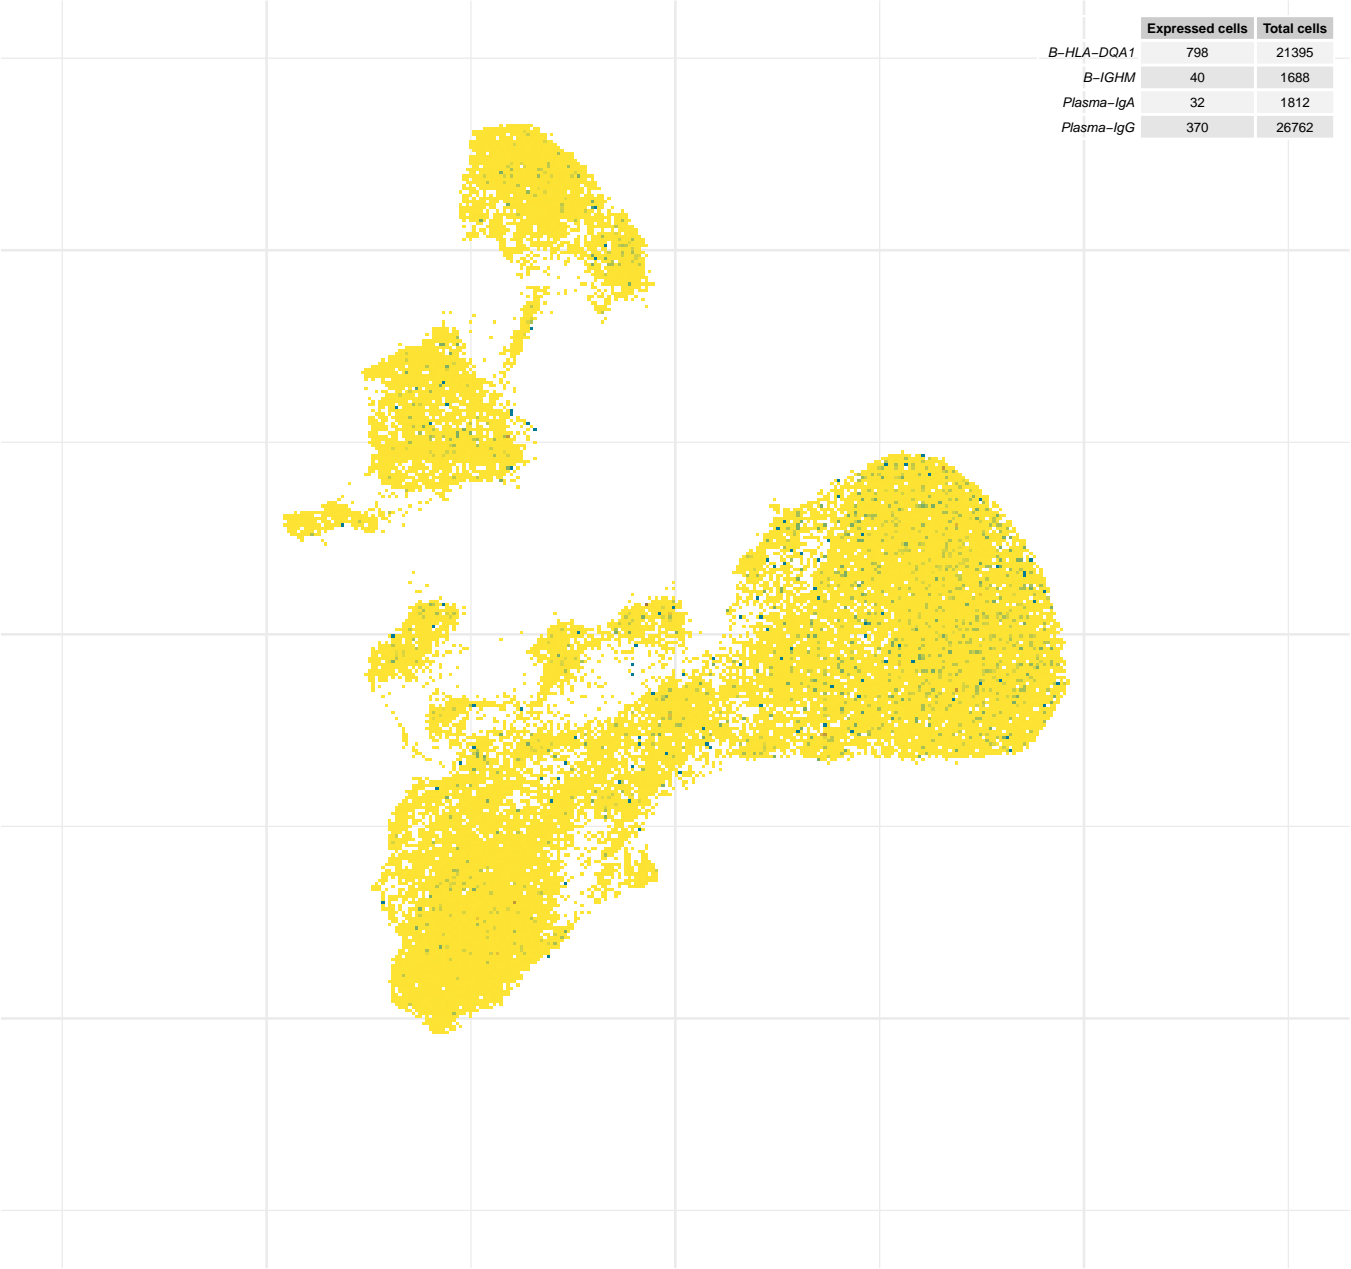 Expressed cells Total cells
B−HLA−DQA1 798 21395
B−IGHM 40 1688
Plasma−IgA 32 1812
Plasma−IgG 370 26762